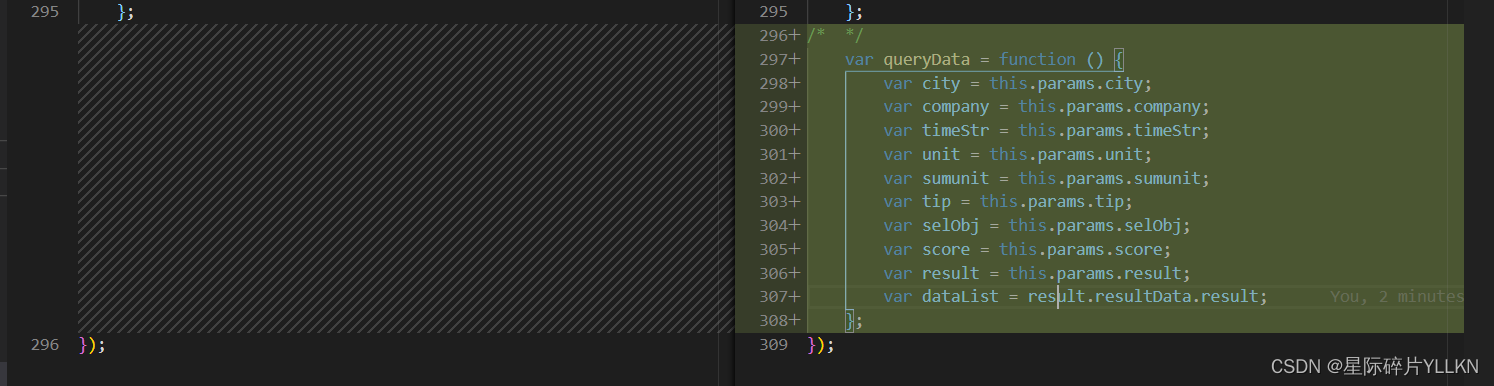 295 };
295 };
296+ /*  */
297+ var queryData = function () {
298+ var city = this.params.city;
299+ var company = this.params.company;
300+ var timeStr = this.params.timeStr;
301+ var unit = this.params.unit;
302+ var sumunit = this.params.sumunit;
303+ var tip = this.params.tip;
304+ var selObj = this.params.selObj;
305+ var score = this.params.score;
306+ var result = this.params.result;
307+ var dataList = result.resultData.result; You, 2 minutes
308+ };
296 });
309 });
CSDN @星际碎片YLLKN